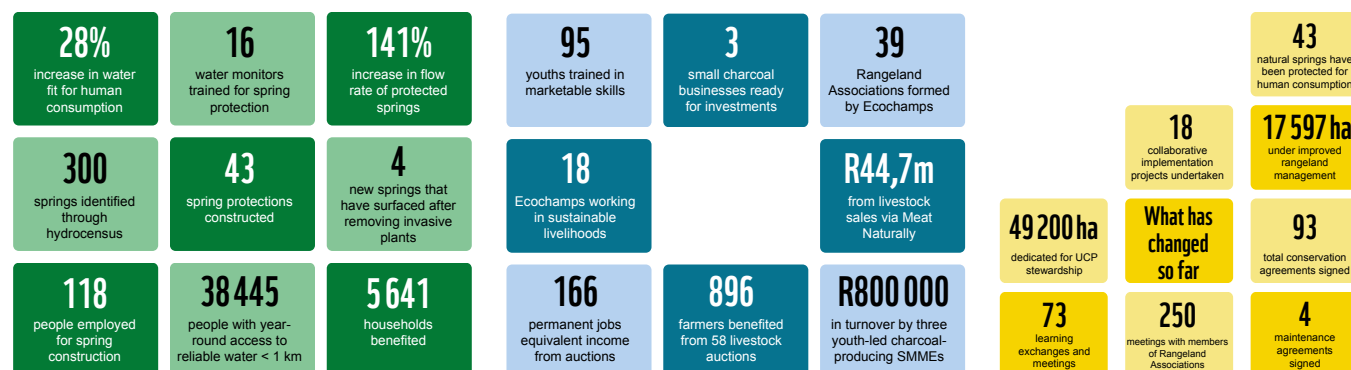 28%
increase in water
fit for human
consumption
16
water monitors
trained for spring
protection
141%
increase in flow
rate of protected
springs
300
springs identified
through
hydrocensus
43
spring protections
constructed
4
new springs that
have surfaced after
removing invasive
plants
118
people employed
for spring
construction
38 445
people with year-
round access to
reliable water < 1 km
5 641
households
benefited
95
youths trained in
marketable skills
3
small charcoal
businesses ready
for investments
39
Rangeland
Associations formed
by Ecochamps
18
Ecochamps working
in sustainable
livelihoods
R44,7m
from livestock
sales via Meat
Naturally
166
permanent jobs
equivalent income
from auctions
896
farmers benefited
from 58 livestock
auctions
R800 000
in turnover by three
youth-led charcoal-
producing SMMEs
43
natural springs have
been protected for
human consumption
18
collaborative
implementation
projects undertaken
17 597 ha
under improved
rangeland
management
49 200 ha
dedicated for UCP
stewardship
What has
changed
so far
93
total conservation
agreements signed
73
learning
exchanges and
meetings
250
meetings with members
of Rangeland
Associations
4
maintenance
agreements
signed